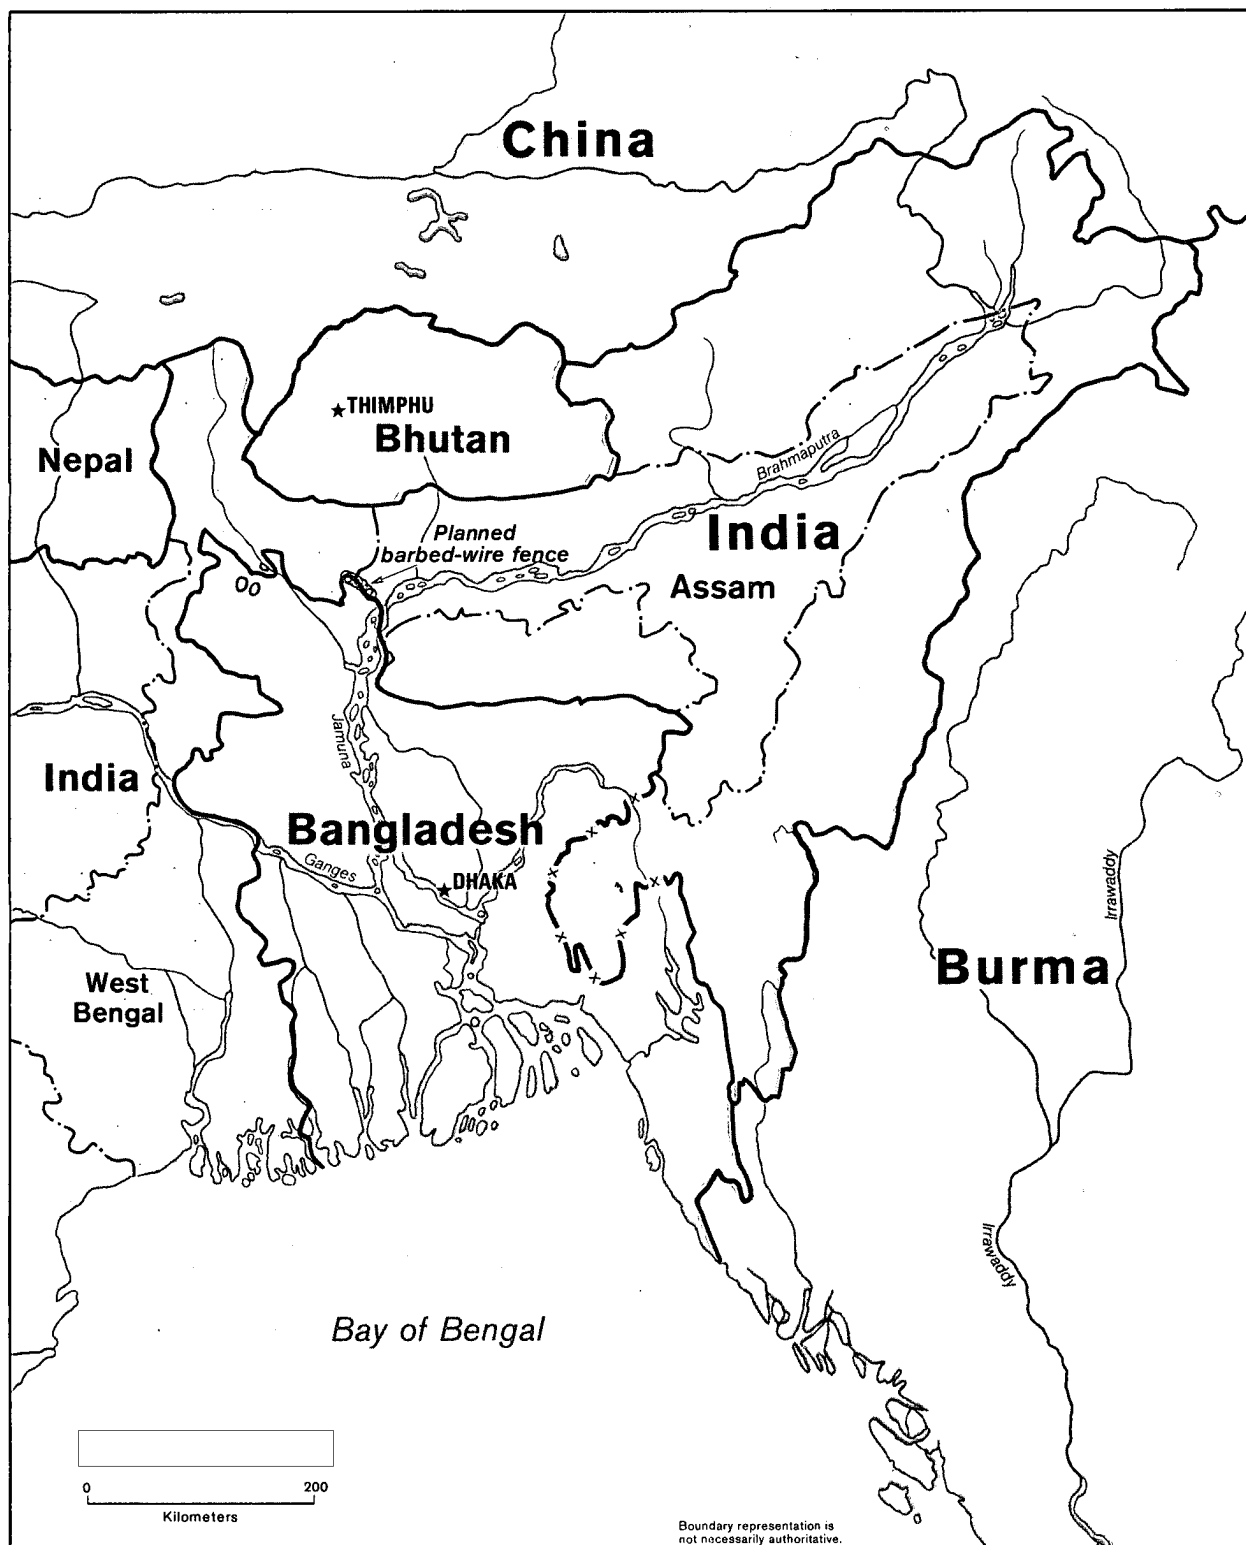 China
★THIMPHU
Bhutan
Nepal
Brahmaputra
Planned
barbed-wire fence
India
Assam
Jamuna
India
Bangladesh
Ganges
★DHAKA
Irrawaddy
Burma
West
Bengal
Irrawaddy
Bay of Bengal
0 200
Kilometers
Boundary representation is
not necessarily authoritative.